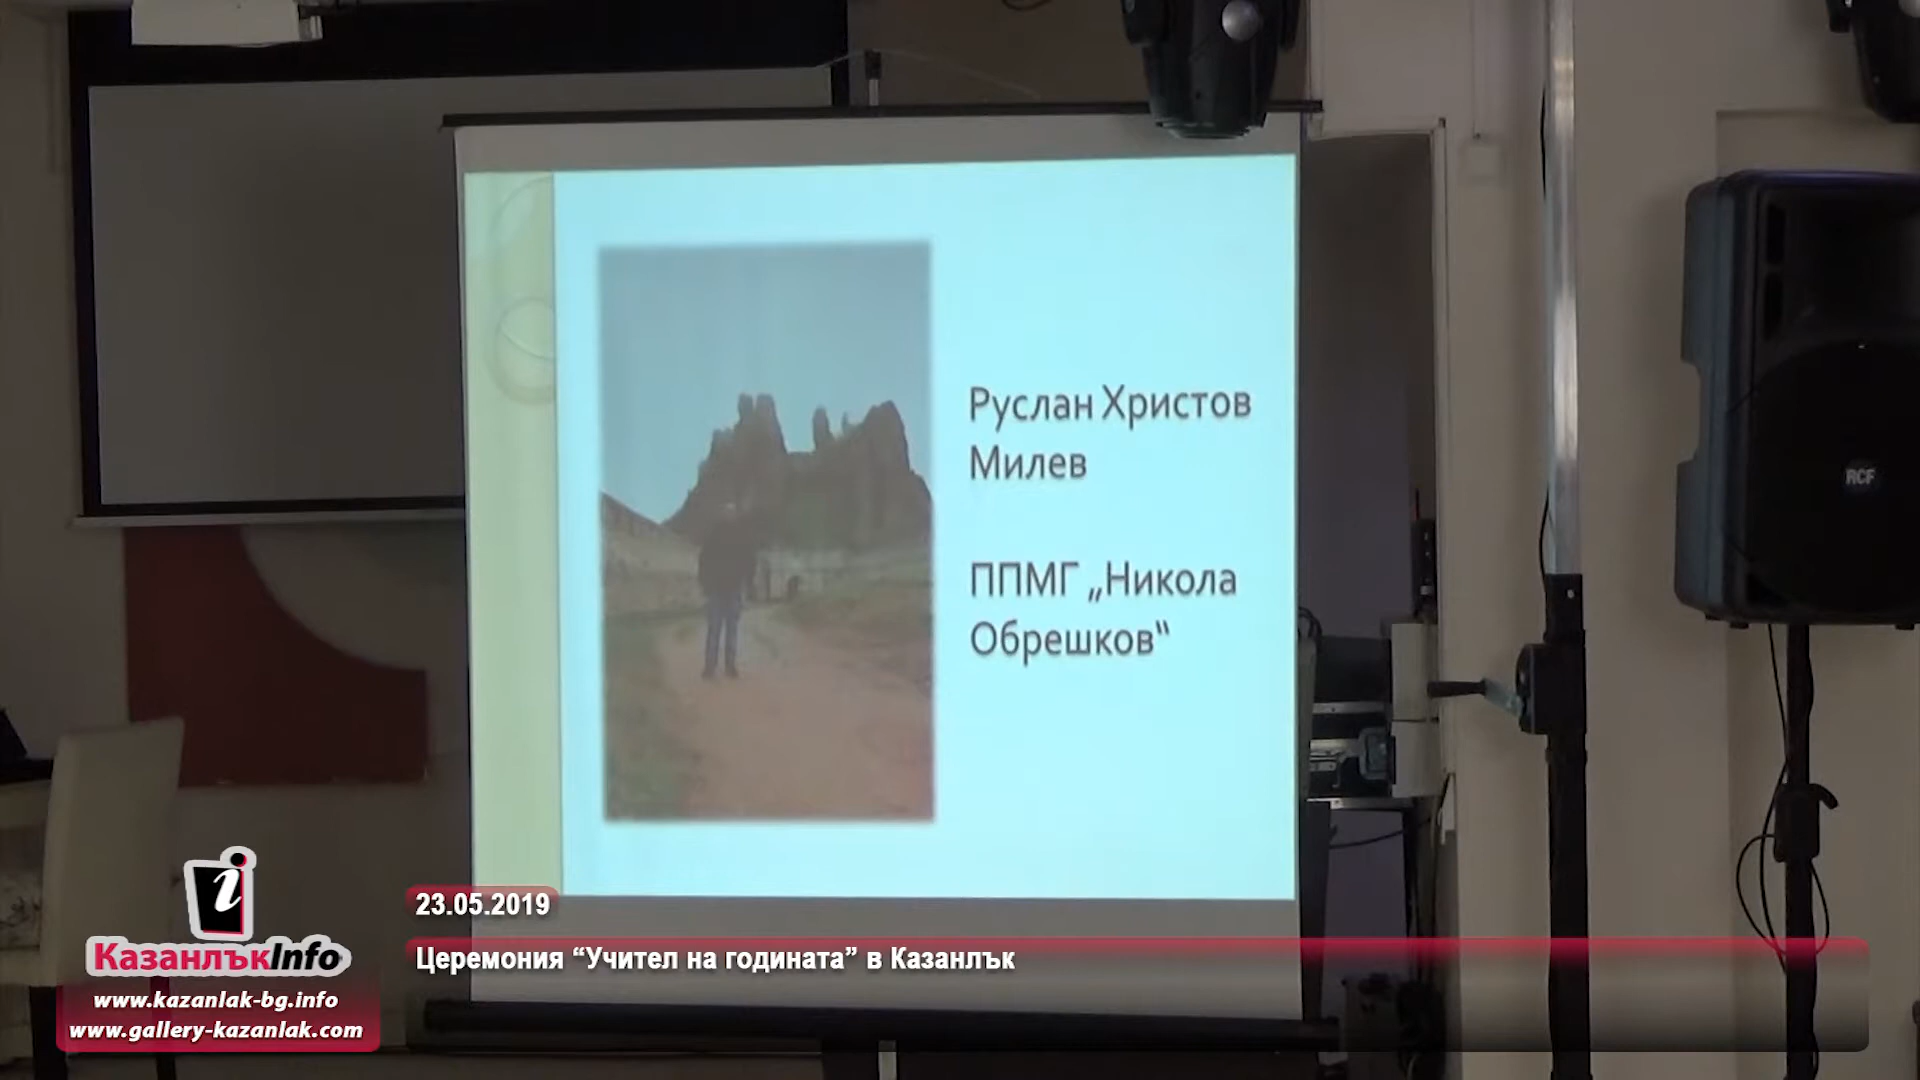 Руслан Христов
Милев
ППМГ „Никола
Обрешков“
RCF
23.05.2019
Церемония “Учител на годината” в Казанлък
i
КазанлъкInfo
www.kazanlak-bg.info
www.gallery-kazanlak.com